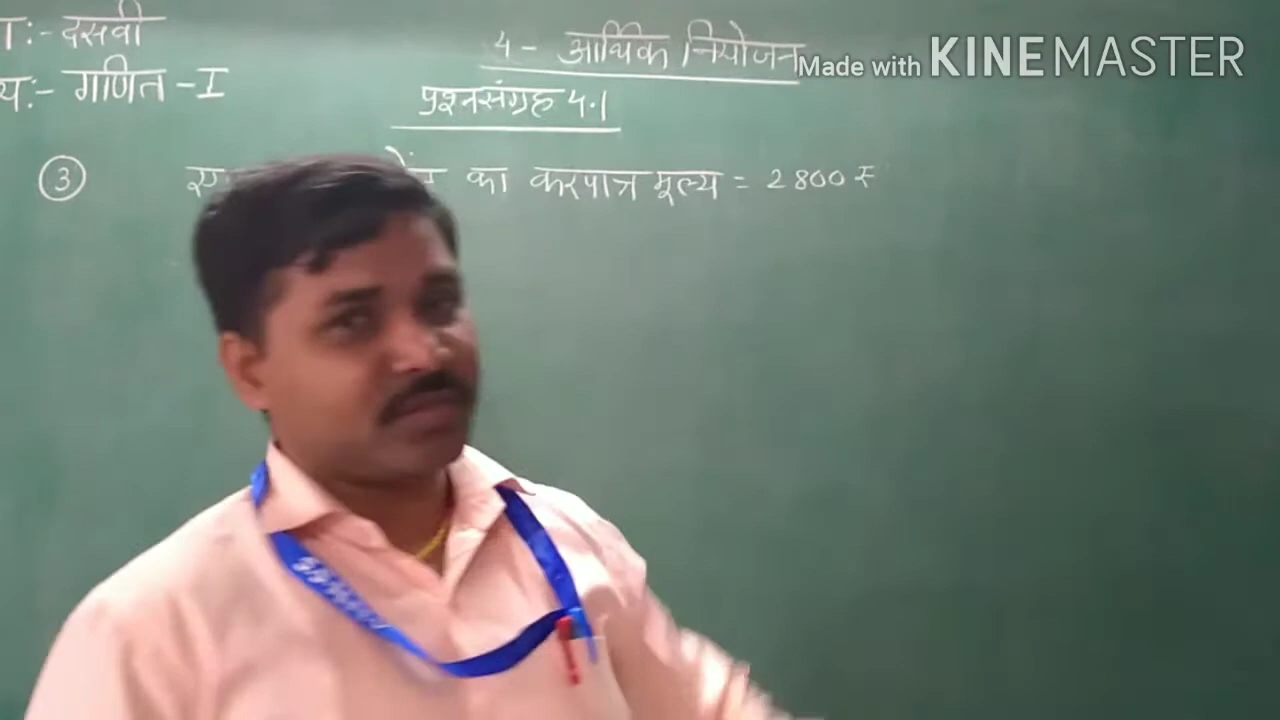 :- दसवी
4 - आर्थिक नियोजन
Made with KINEMASTER
:- गणित - I
प्रश्नसंग्रह 4.1
3 का करपात्र मूल्य = 2800 ₹